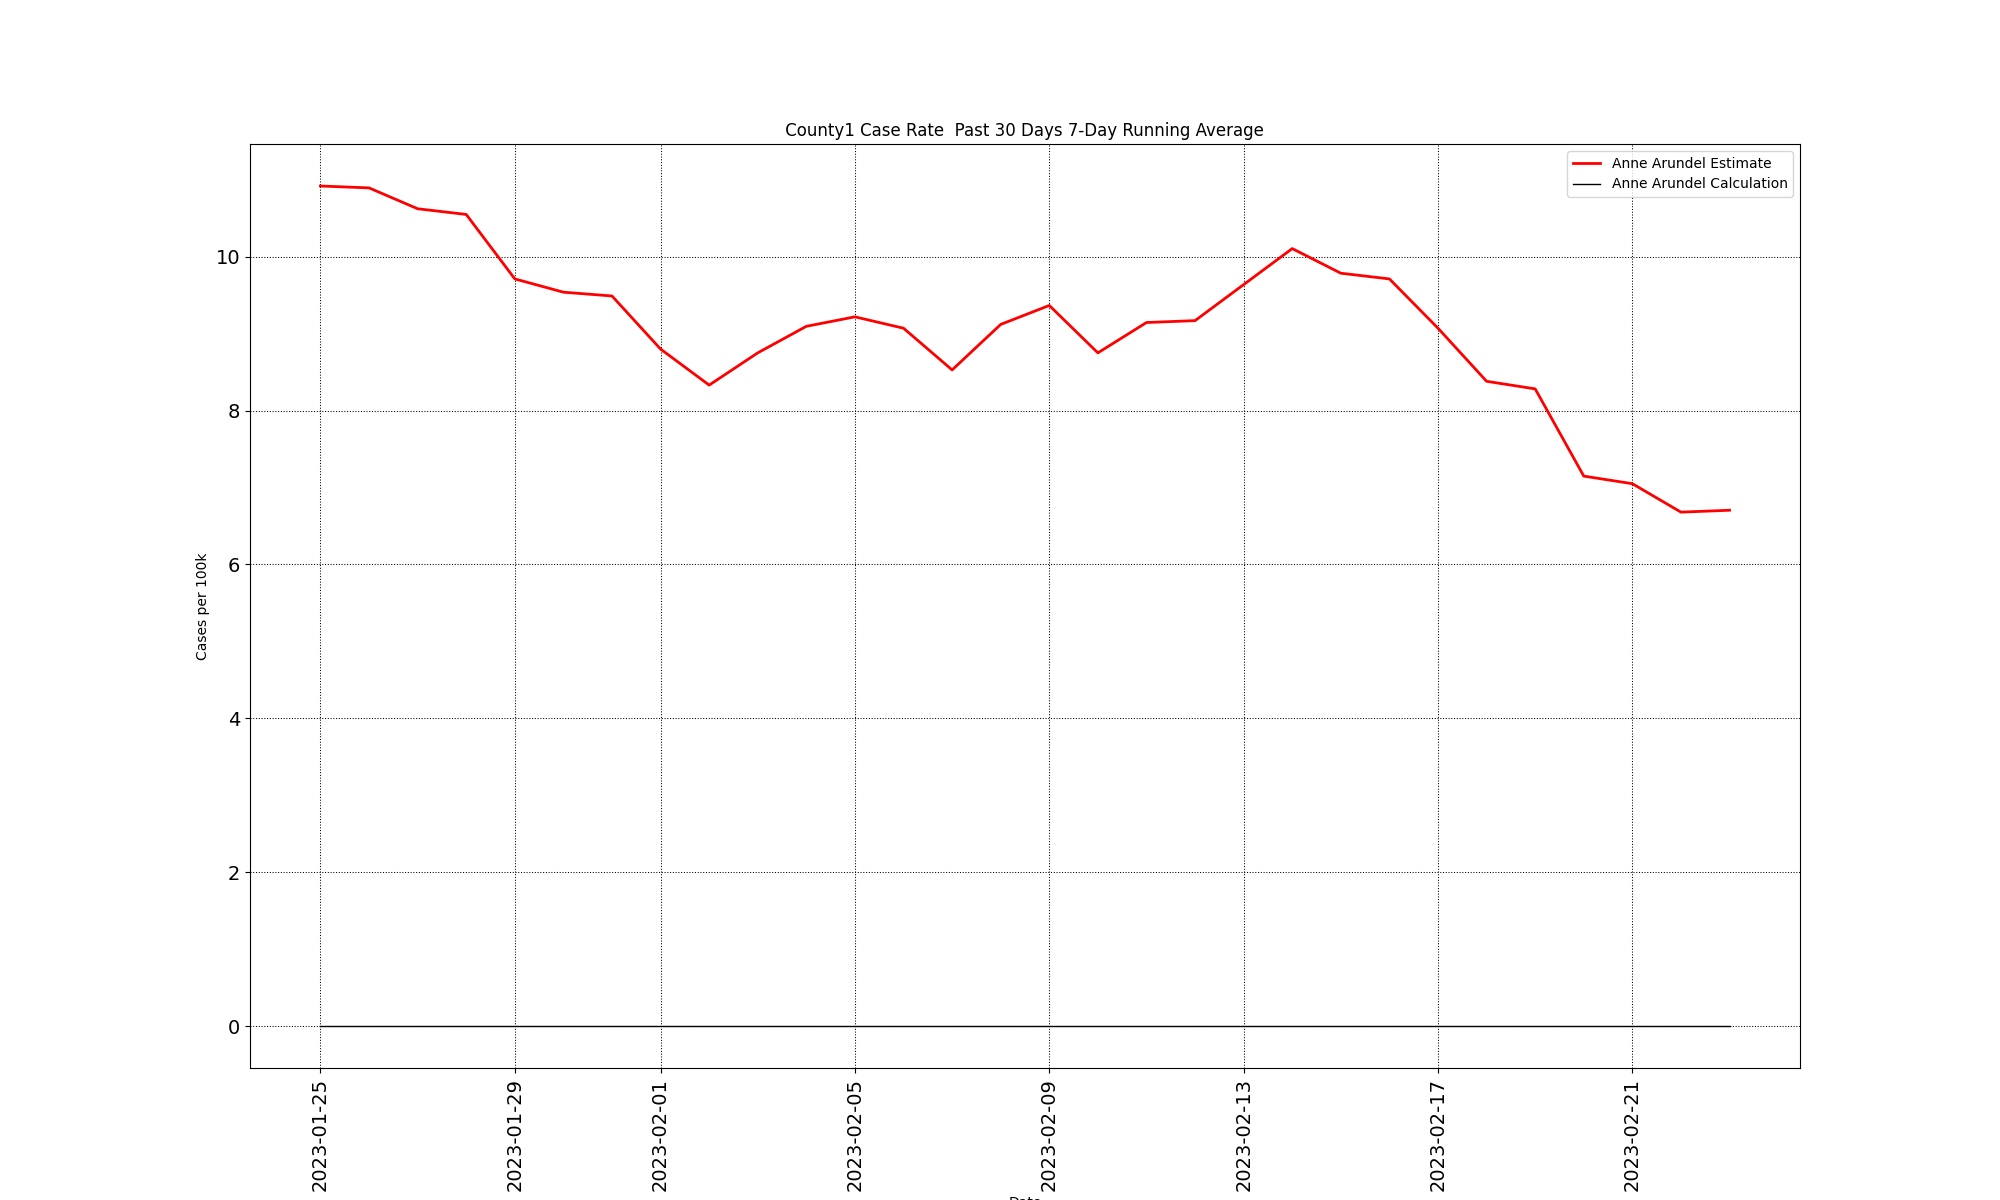 County1 Case Rate  Past 30 Days 7-Day Running Average
Anne Arundel Estimate
Anne Arundel Calculation
Cases per 100k
10
8
6
4
2
0
2023-01-25
2023-01-29
2023-02-01
2023-02-05
2023-02-09
2023-02-13
2023-02-17
2023-02-21
Date